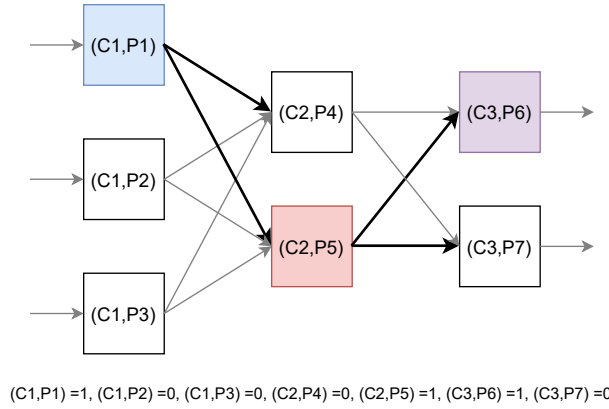 (C1,P1)
(C2,P4)
(C3,P6)
(C1,P2)
(C2,P5)
(C3,P7)
(C1,P3)
(C1,P1) =1, (C1,P2) =0, (C1,P3) =0, (C2,P4) =0, (C2,P5) =1, (C3,P6) =1, (C3,P7) =0